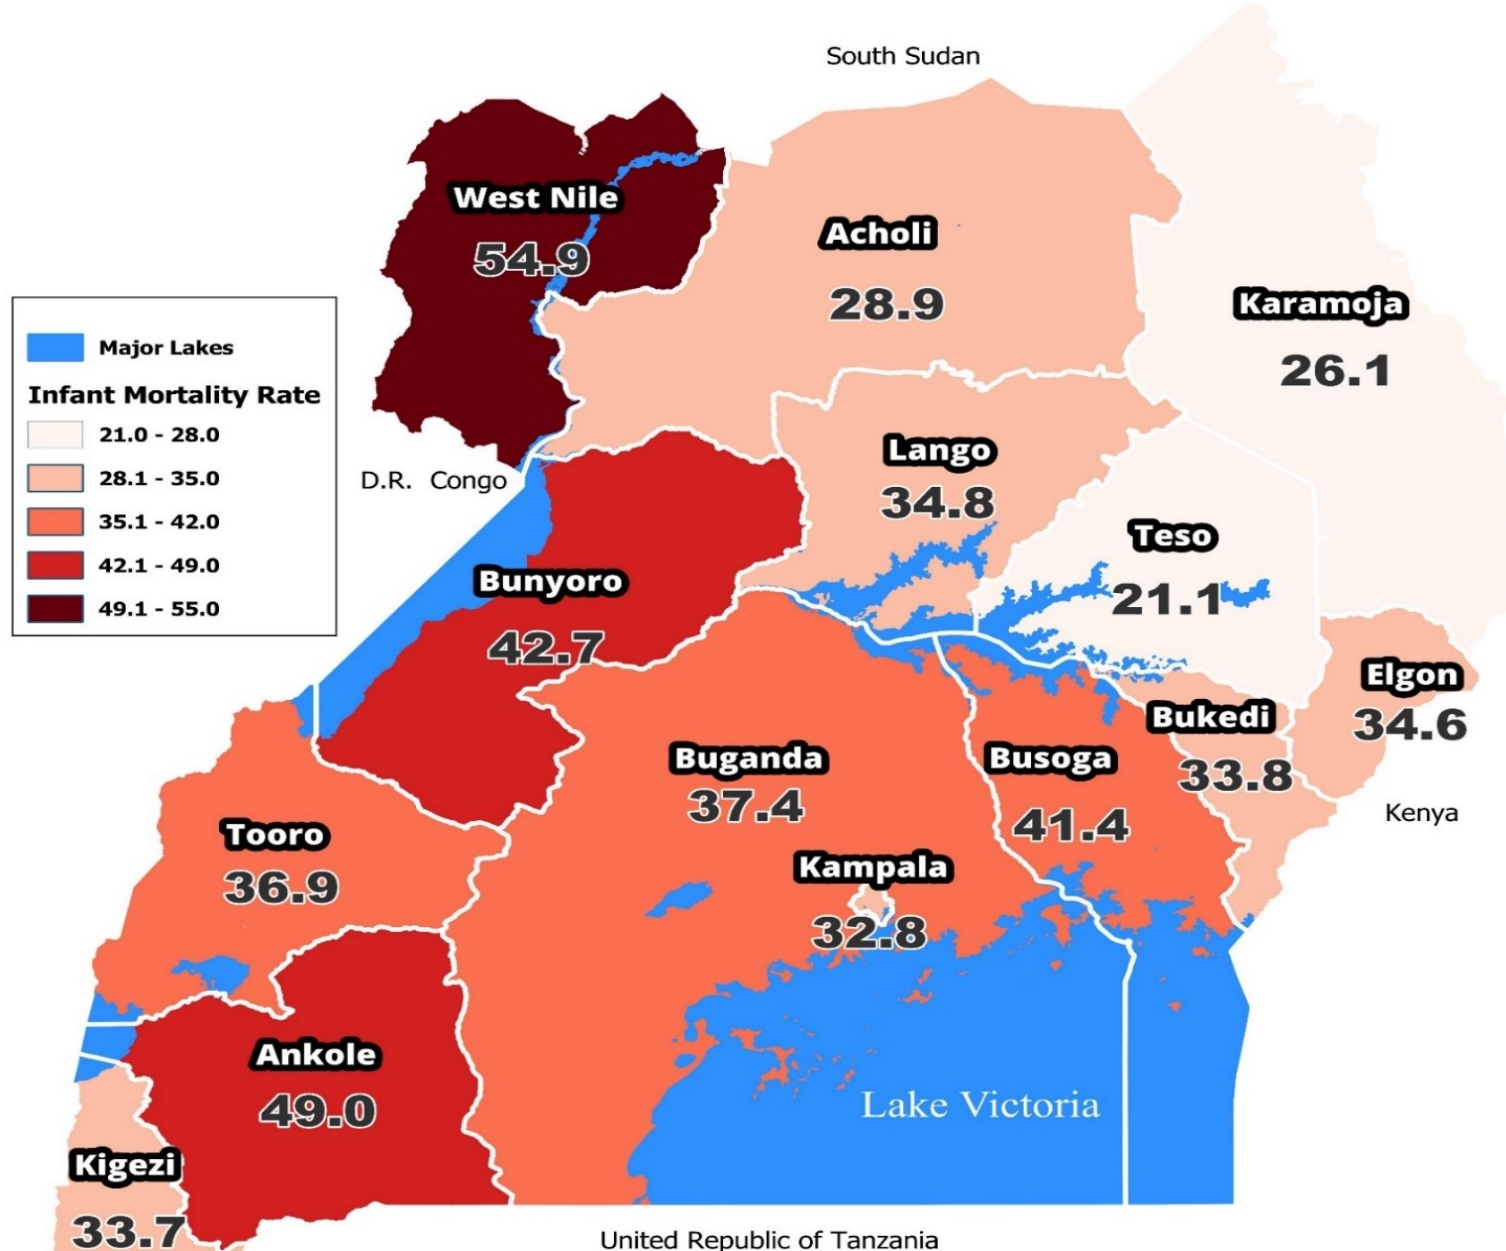 South Sudan
West Nile
54.9
Acholi
28.9
Karamoja
26.1
Major Lakes
Infant Mortality Rate
21.0 - 28.0
28.1 - 35.0
35.1 - 42.0
42.1 - 49.0
49.1 - 55.0
D.R. Congo
Lango
34.8
Teso
21.1
Bunyoro
42.7
Elgon
34.6
Bukedi
33.8
Buganda
37.4
Busoga
41.4
Kenya
Tooro
36.9
Kampala
32.8
Ankole
49.0
Lake Victoria
Kigezi
33.7
United Republic of Tanzania